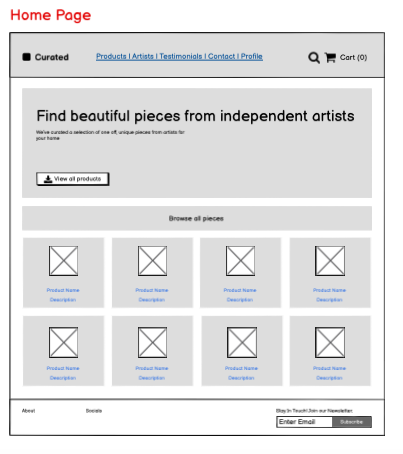 Home Page
Curated
Products | Artists | Testimonials | Contact | Profile
Cart (0)
Find beautiful pieces from independent artists
We've curated a selection of one off, unique pieces from artists for
your home
View all products
Browse all pieces
Product Name Product Name Product Name Product Name
Description Description Description Description
Product Name Product Name Product Name Product Name
Description Description Description Description
About Socials Stay In Touch! Join our Newsletter:
Enter Email Subscribe